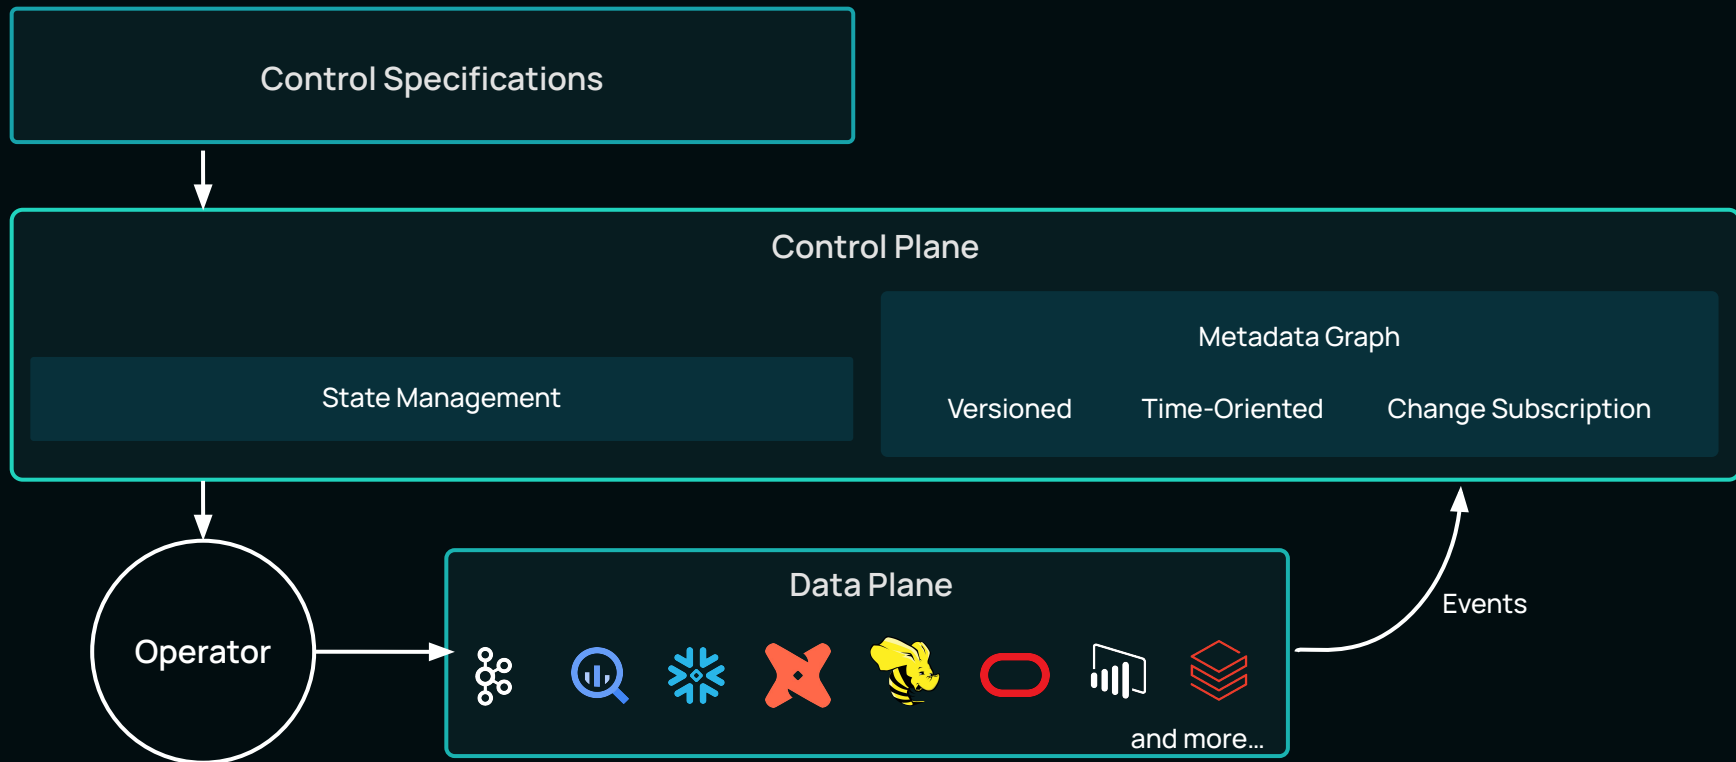 Control Specifications
Control Plane
Metadata Graph
State Management
Versioned Time-Oriented Change Subscription
Data Plane
Events
Operator
and more...